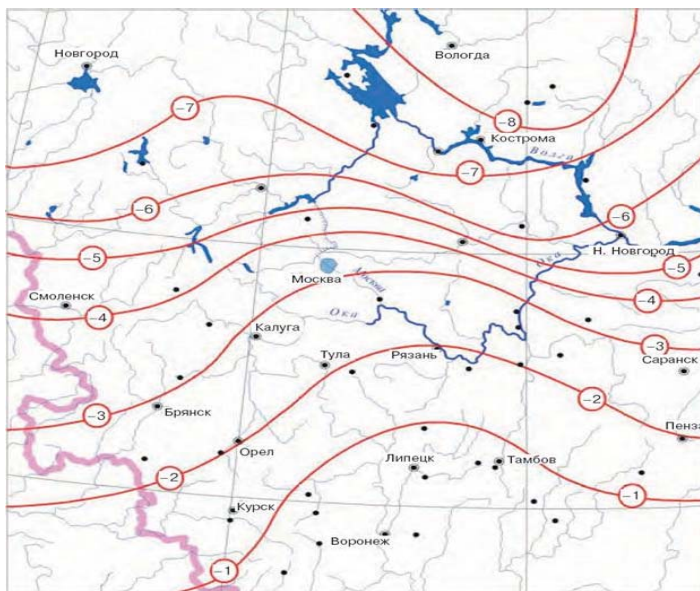 Новгород
Вологда
-7
-8
Кострома
Волга
-7
-6
-6
-5
Н. Новгород
-5
Ока
Москва
Смоленск
-4
-4
Ока
Калуга
-3
Тула
Рязань
Саранск
-3
Брянск
-2
Пенза
Орел
-2
Липецк
Тамбов
-1
Курск
Воронеж
-1